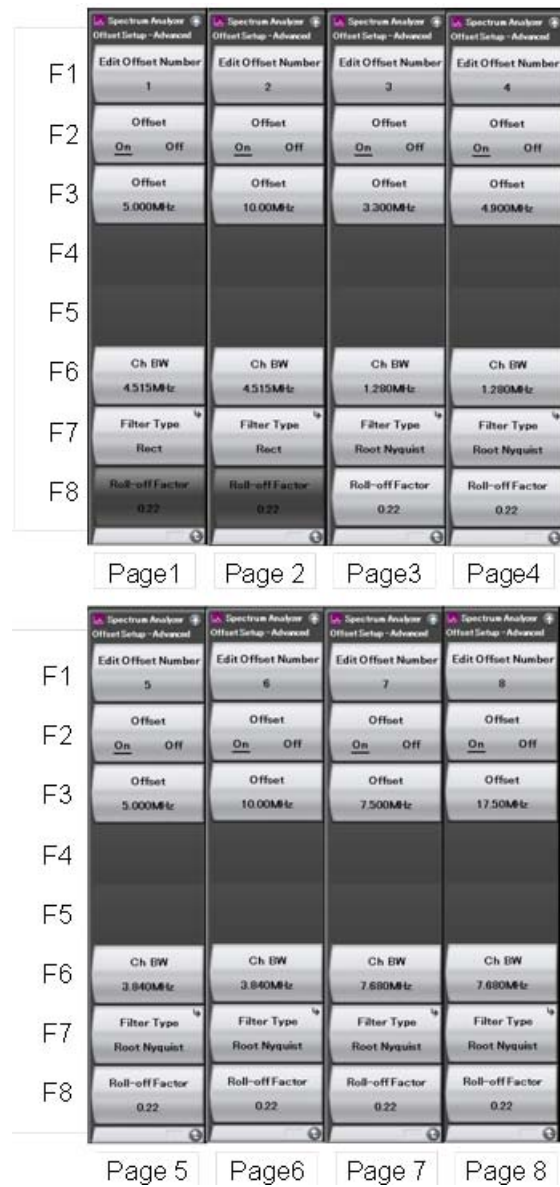 Spectrum Analyzer Spectrum Analyzer Spectrum Analyzer Spectrum Analyzer
Offset Setup - Advanced Offset Setup - Advanced Offset Setup - Advanced Offset Setup - Advanced
F1 Edit Offset Number Edit Offset Number Edit Offset Number Edit Offset Number
1 2 3 4
F2 Offset Offset Offset Offset
On Off On Off On Off On Off
F3 Offset Offset Offset Offset
5.000MHz 10.00MHz 3.300MHz 4.900MHz
F4
F5
F6 Ch BW Ch BW Ch BW Ch BW
4.515MHz 4.515MHz 1.280MHz 1.280MHz
F7 Filter Type Filter Type Filter Type Filter Type
Rect Rect Root Nyquist Root Nyquist
F8 Roll-off Factor Roll-off Factor Roll-off Factor Roll-off Factor
0.22 0.22 0.22 0.22
Page1 Page 2 Page3 Page4
Spectrum Analyzer Spectrum Analyzer Spectrum Analyzer Spectrum Analyzer
Offset Setup - Advanced Offset Setup - Advanced Offset Setup - Advanced Offset Setup - Advanced
F1 Edit Offset Number Edit Offset Number Edit Offset Number Edit Offset Number
5 6 7 8
F2 Offset Offset Offset Offset
On Off On Off On Off On Off
F3 Offset Offset Offset Offset
5.000MHz 10.00MHz 7.500MHz 17.50MHz
F4
F5
F6 Ch BW Ch BW Ch BW Ch BW
3.840MHz 3.840MHz 7.680MHz 7.680MHz
F7 Filter Type Filter Type Filter Type Filter Type
Root Nyquist Root Nyquist Root Nyquist Root Nyquist
F8 Roll-off Factor Roll-off Factor Roll-off Factor Roll-off Factor
0.22 0.22 0.22 0.22
Page 5 Page6 Page 7 Page 8